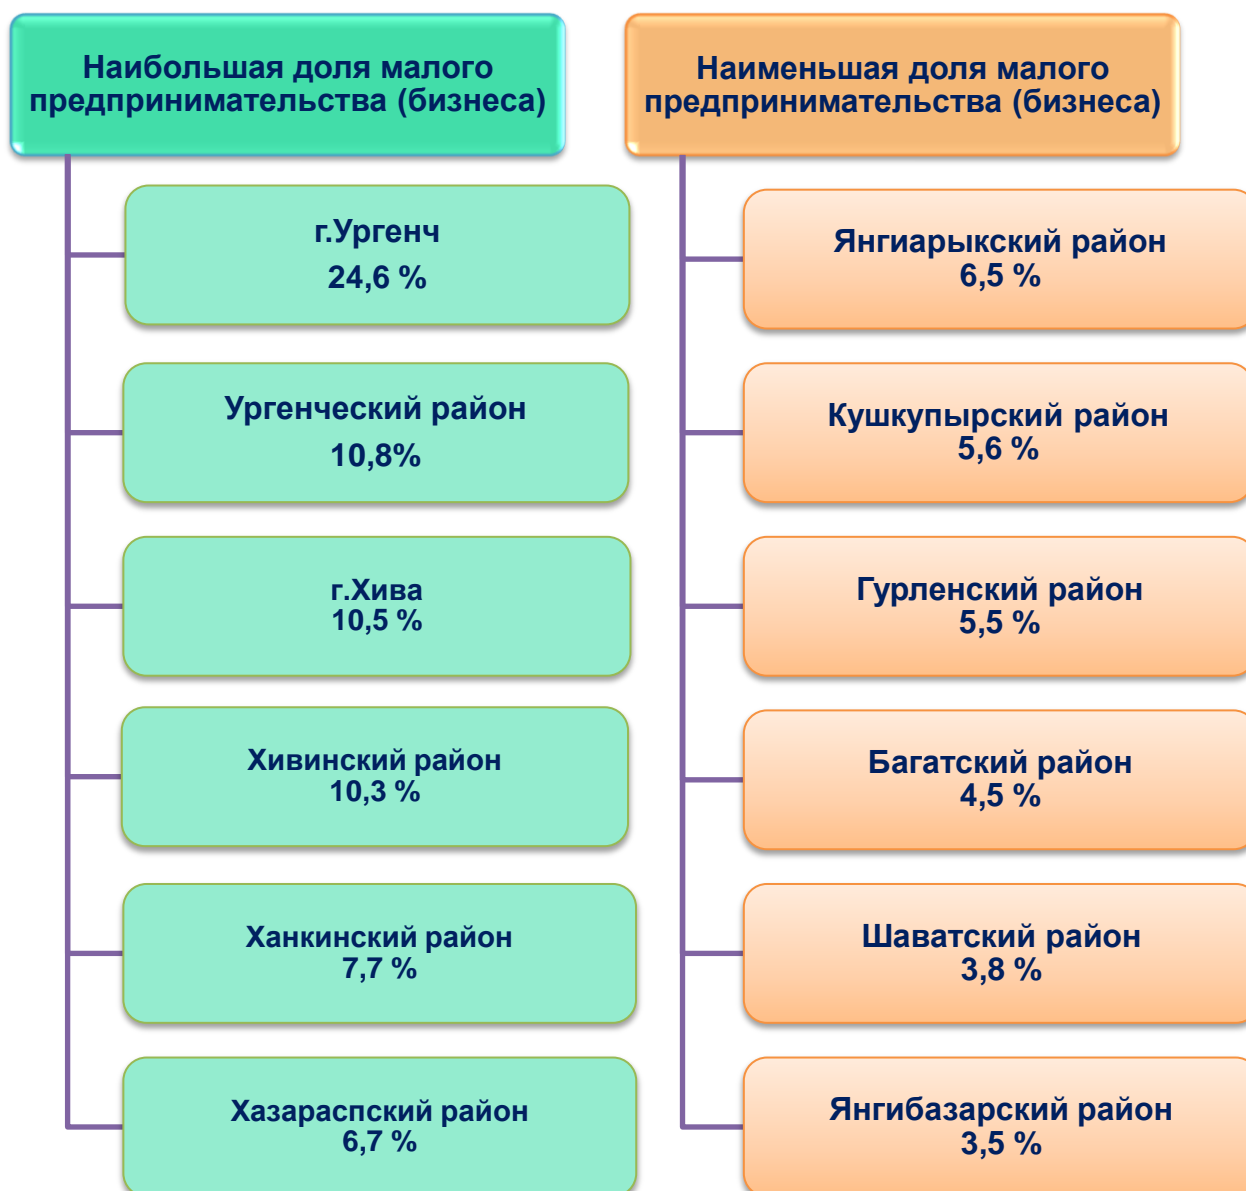 Наибольшая доля малого
предпринимательства (бизнеса)
г.Ургенч
24,6 %
Ургенческий район
10,8%
г.Хива
10,5 %
Хивинский район
10,3 %
Ханкинский район
7,7 %
Хазараспский район
6,7 %
Наименьшая доля малого
предпринимательства (бизнеса)
Янгиарыкский район
6,5 %
Кушкупырский район
5,6 %
Гурленский район
5,5 %
Багатский район
4,5 %
Шаватский район
3,8 %
Янгибазарский район
3,5 %